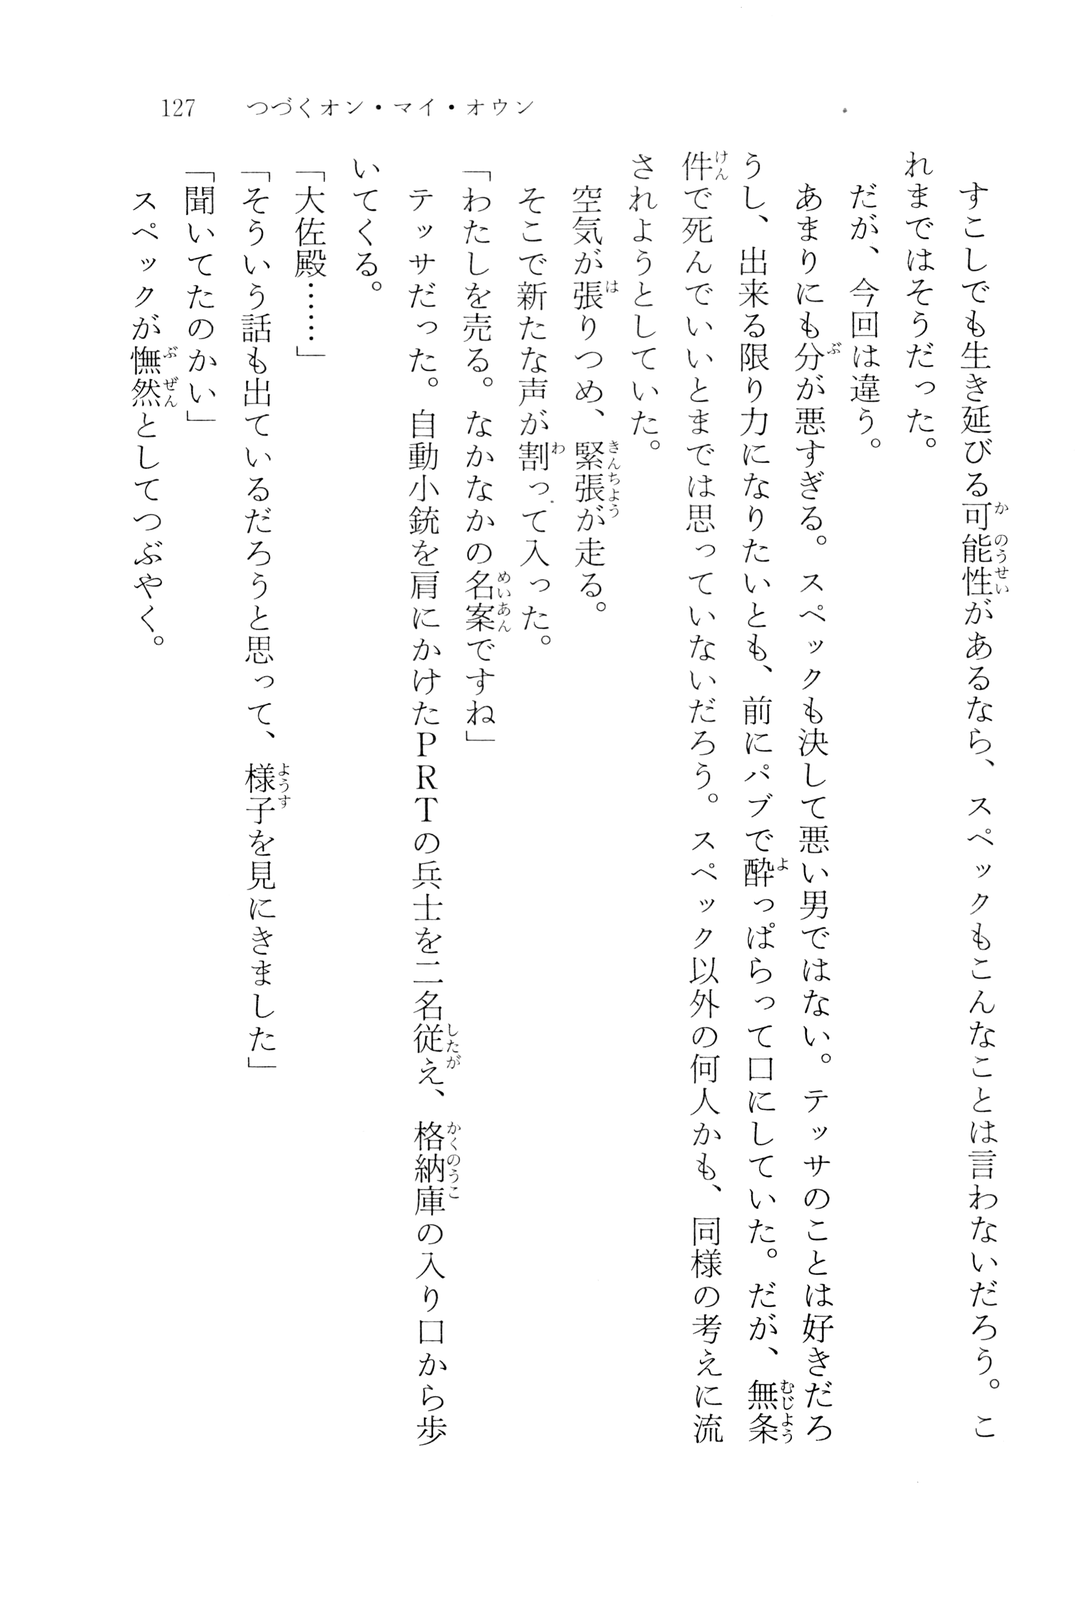 127 つづくオン・マイ・オウン
すこしでも生き延びる可能性があるなら、スペックもこんなことは言わないだろう。こ
れまではそうだった。
だが、今回は違う。
あまりにも分が悪すぎる。スペックも決して悪い男ではない。テッサのことは好きだろ
うし、出来る限り力になりたいとも、前にパブで酔っぱらって口にしていた。だが、無条
件で死んでいいとまでは思っていないだろう。スペック以外の何人かも、同様の考えに流
されようとしていた。
空気が張りつめ、緊張が走る。
そこで新たな声が割って入った。
「わたしを売る。なかなかの名案ですね」
テッサだった。自動小銃を肩にかけたPRTの兵士を二名従え、格納庫の入り口から歩
いてくる。
「大佐殿……」
「そういう話も出ているだろうと思って、様子を見にきました」
「聞いてたのかい」
スペックが憮然としてつぶやく。